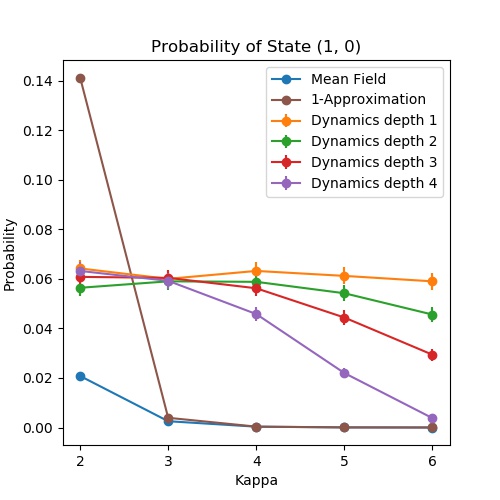 Probability of State (1, 0)
Mean Field
1-Approximation
Dynamics depth 1
Dynamics depth 2
Dynamics depth 3
Dynamics depth 4
Probability
0.14
0.12
0.10
0.08
0.06
0.04
0.02
0.00
2 3 4 5 6
Kappa